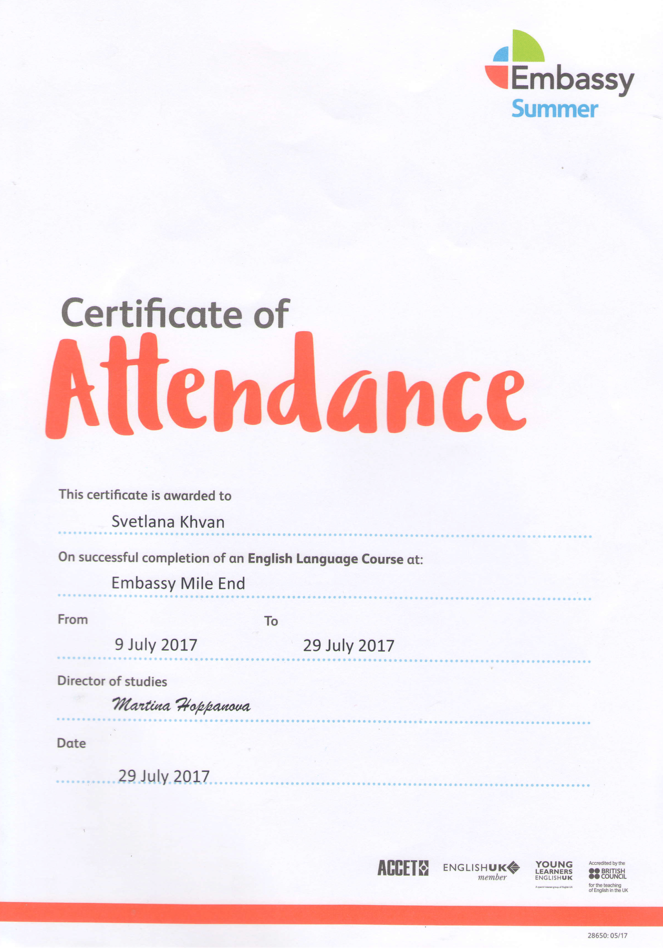 Embassy
Summer
Certificate of
Attendance
This certificate is awarded to
Svetlana Khvan
On successful completion of an English Language Course at:
Embassy Mile End
From To
9 July 2017 29 July 2017
Director of studies
Martina Hoppanova
Date
29 July 2017
ACCET ENGLISHUK member YOUNG LEARNERS ENGLISHUK Accredited by the BRITISH COUNCIL for the teaching of English in the UK
28650: 05/17